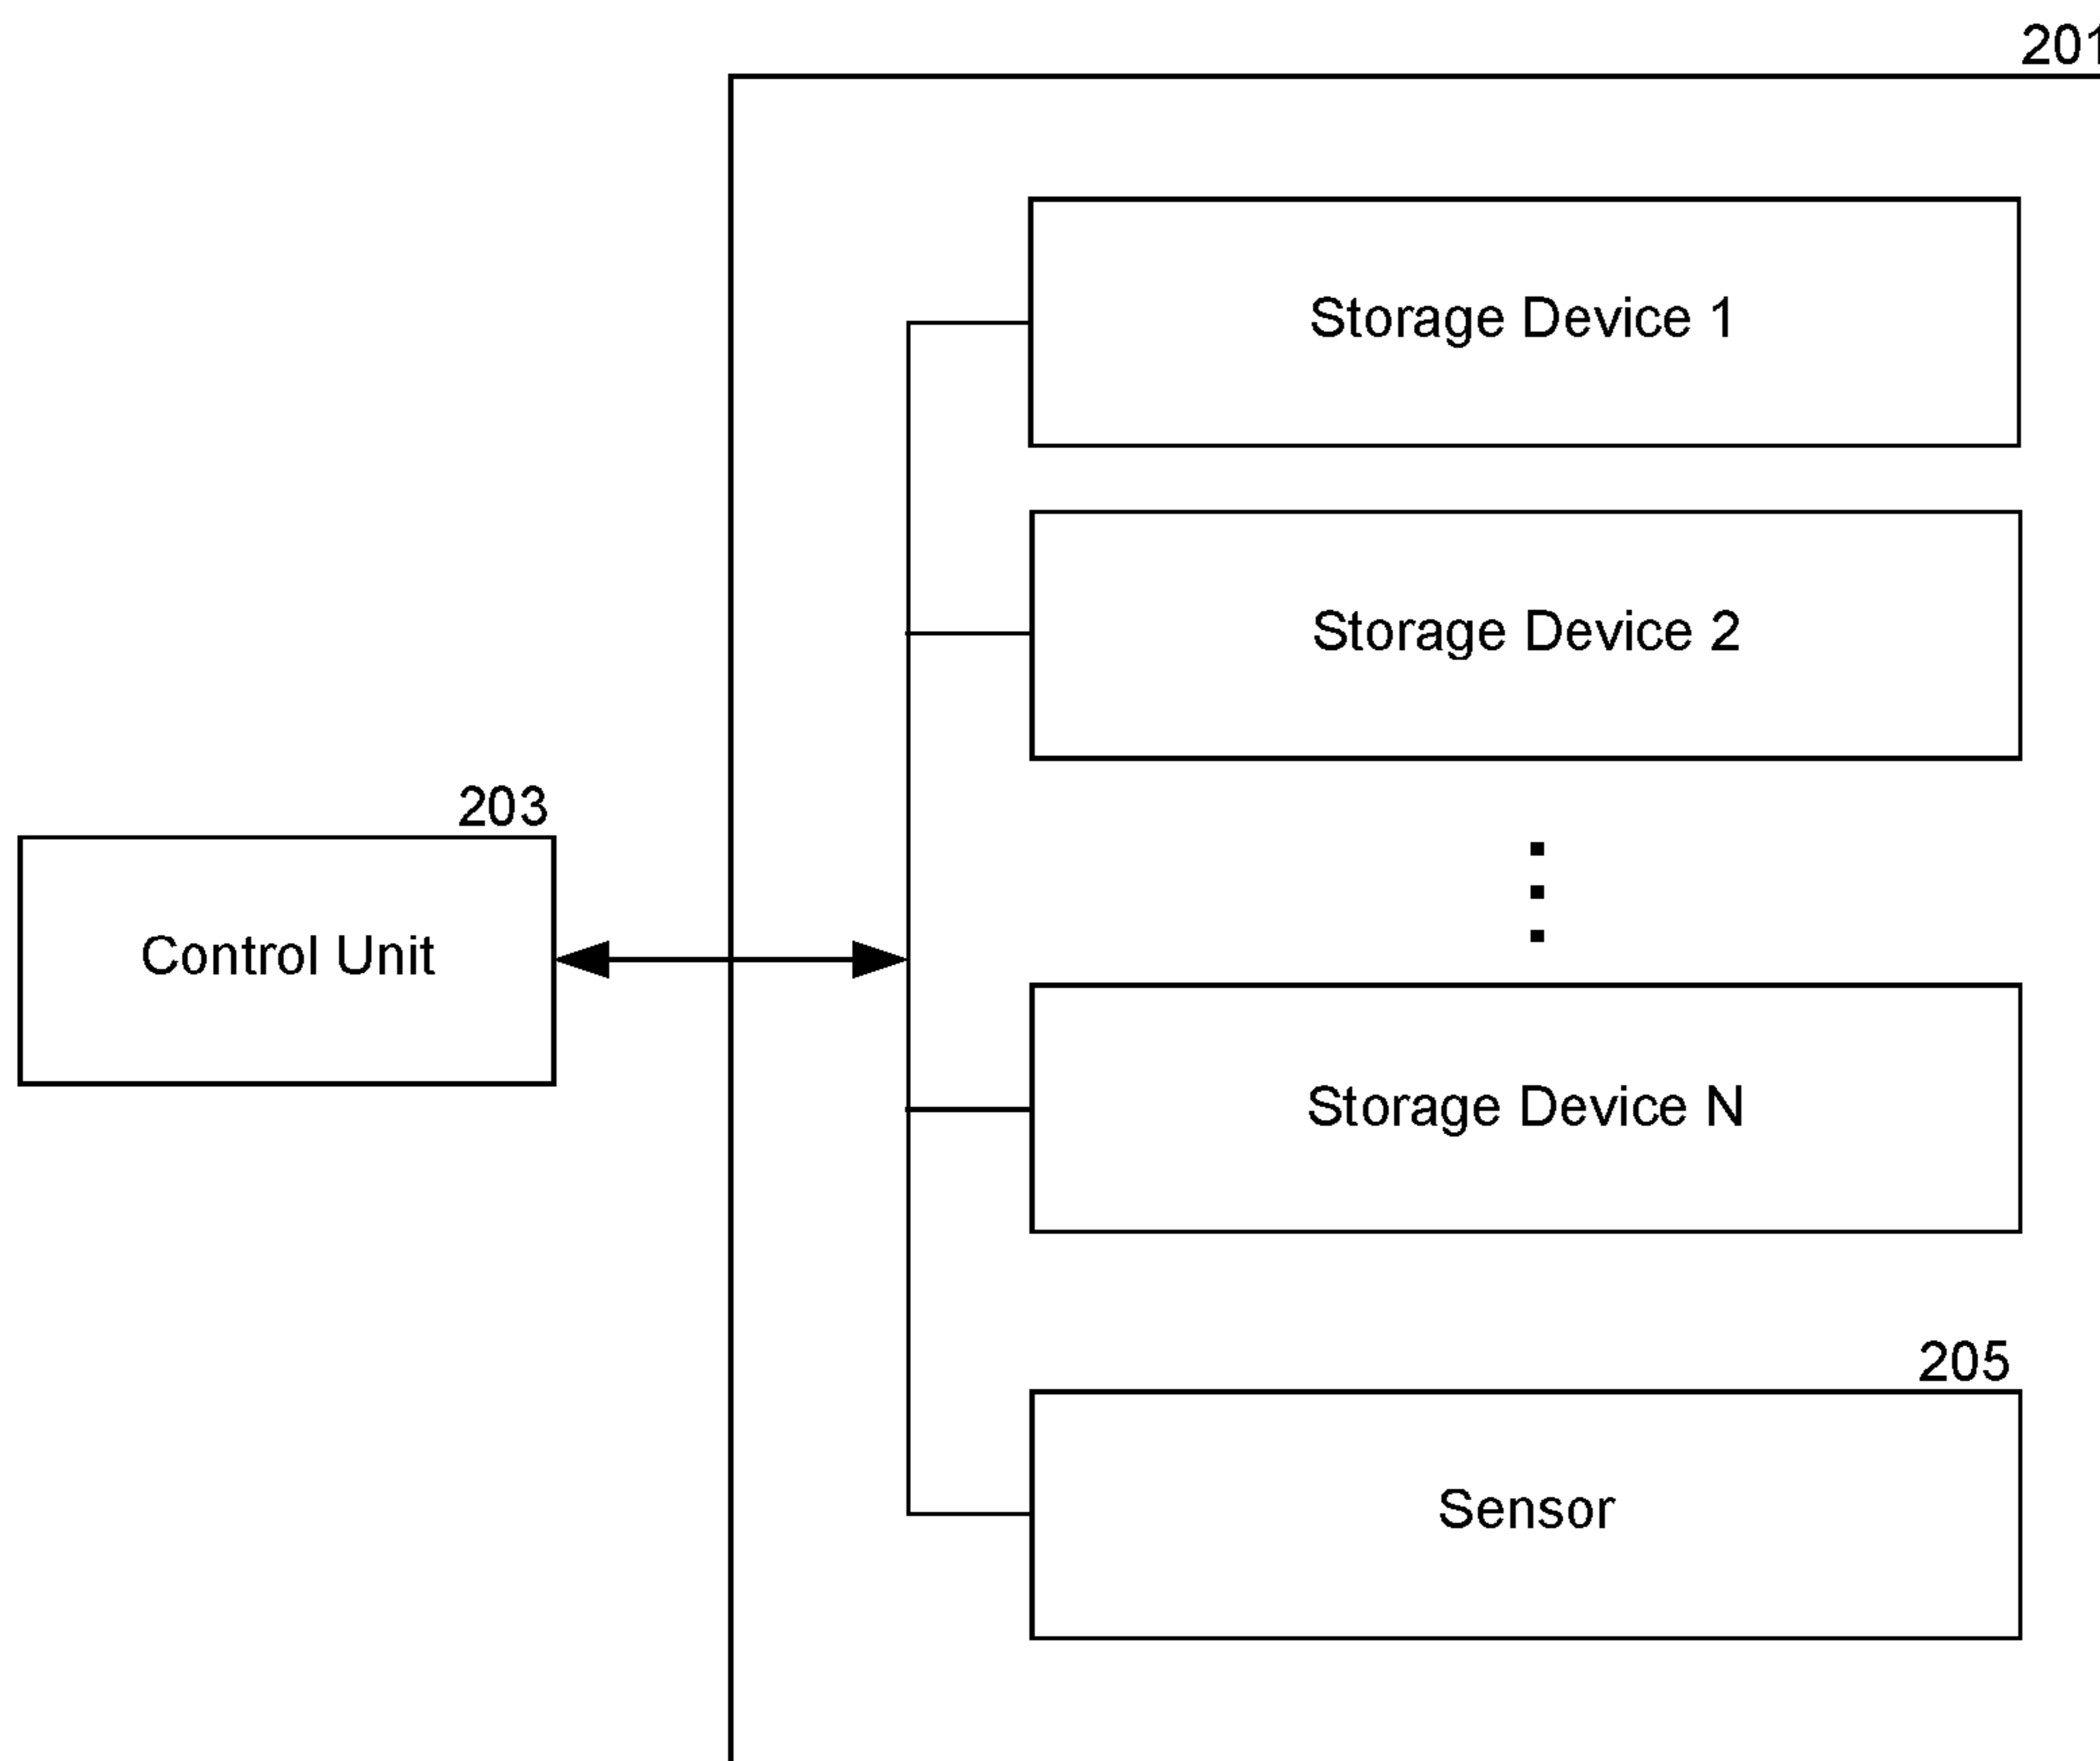 201
Storage Device 1
Storage Device 2
203
Control Unit
Storage Device N
205
Sensor